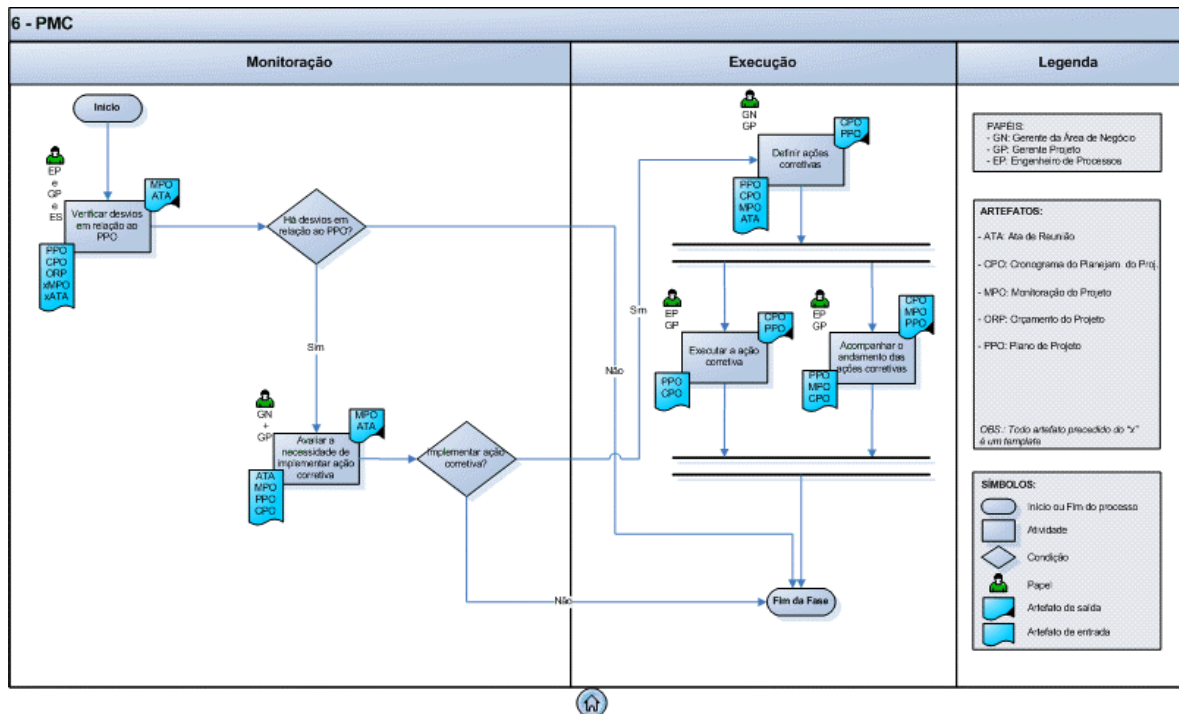 6 - PMC
Monitoração
Execução
Legenda
Início
EP
e
GP
e
ES
MPO
ATA
Verificar desvios
em relação ao
PPO
PPO
CPO
ORP
xMPO
xATA
Há desvios em
relação ao PPO?
Sim
Não
GN
+
GP
MPO
ATA
Avaliar a
necessidade de
implementar ação
corretiva
ATA
MPO
PPO
CPO
Implementar ação
corretiva?
Sim
Não
GN
GP
CPO
PPO
Definir ações
corretivas
PPO
CPO
MPO
ATA
EP
GP
CPO
PPO
Executar a ação
corretiva
PPO
CPO
EP
GP
CPO
MPO
PPO
Acompanhar o
andamento das
ações corretivas
PPO
MPO
CPO
Fim da Fase
PAPÉIS:
- GN: Gerente da Área de Negócio
- GP: Gerente Projeto
- EP: Engenheiro de Processos
ARTEFATOS:
- ATA: Ata de Reunião
- CPO: Cronograma do Planejam. do Proj.
- MPO: Monitoração do Projeto
- ORP: Orçamento do Projeto
- PPO: Plano de Projeto
OBS.: Todo artefato precedido do "x"
é um template
SÍMBOLOS:
Início ou Fim do processo
Atividade
Condição
Papel
Artefato de saída
Artefato de entrada